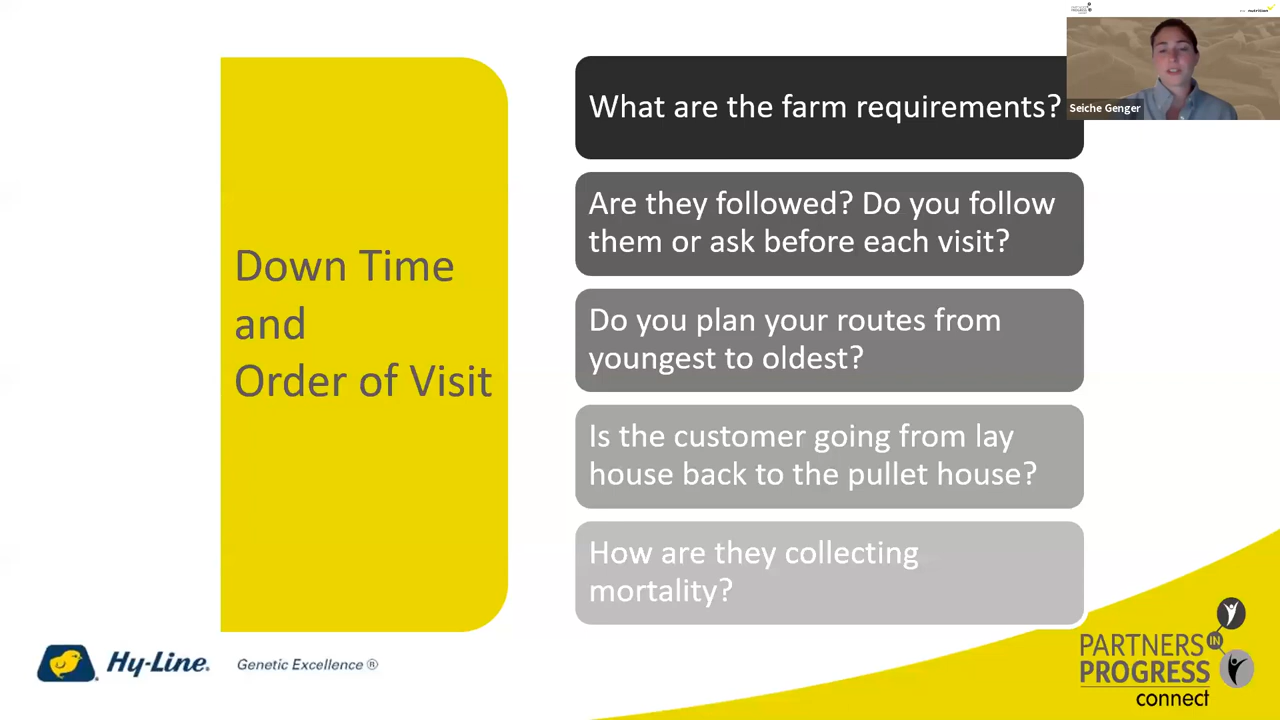 Down Time
and
Order of Visit
What are the farm requirements?
Are they followed? Do you follow
them or ask before each visit?
Do you plan your routes from
youngest to oldest?
Is the customer going from lay
house back to the pullet house?
How are they collecting
mortality?
Seiche Genger
nutrition
Hy-Line.
Genetic Excellence ®
PARTNERS
IN
PROGRESS
connect